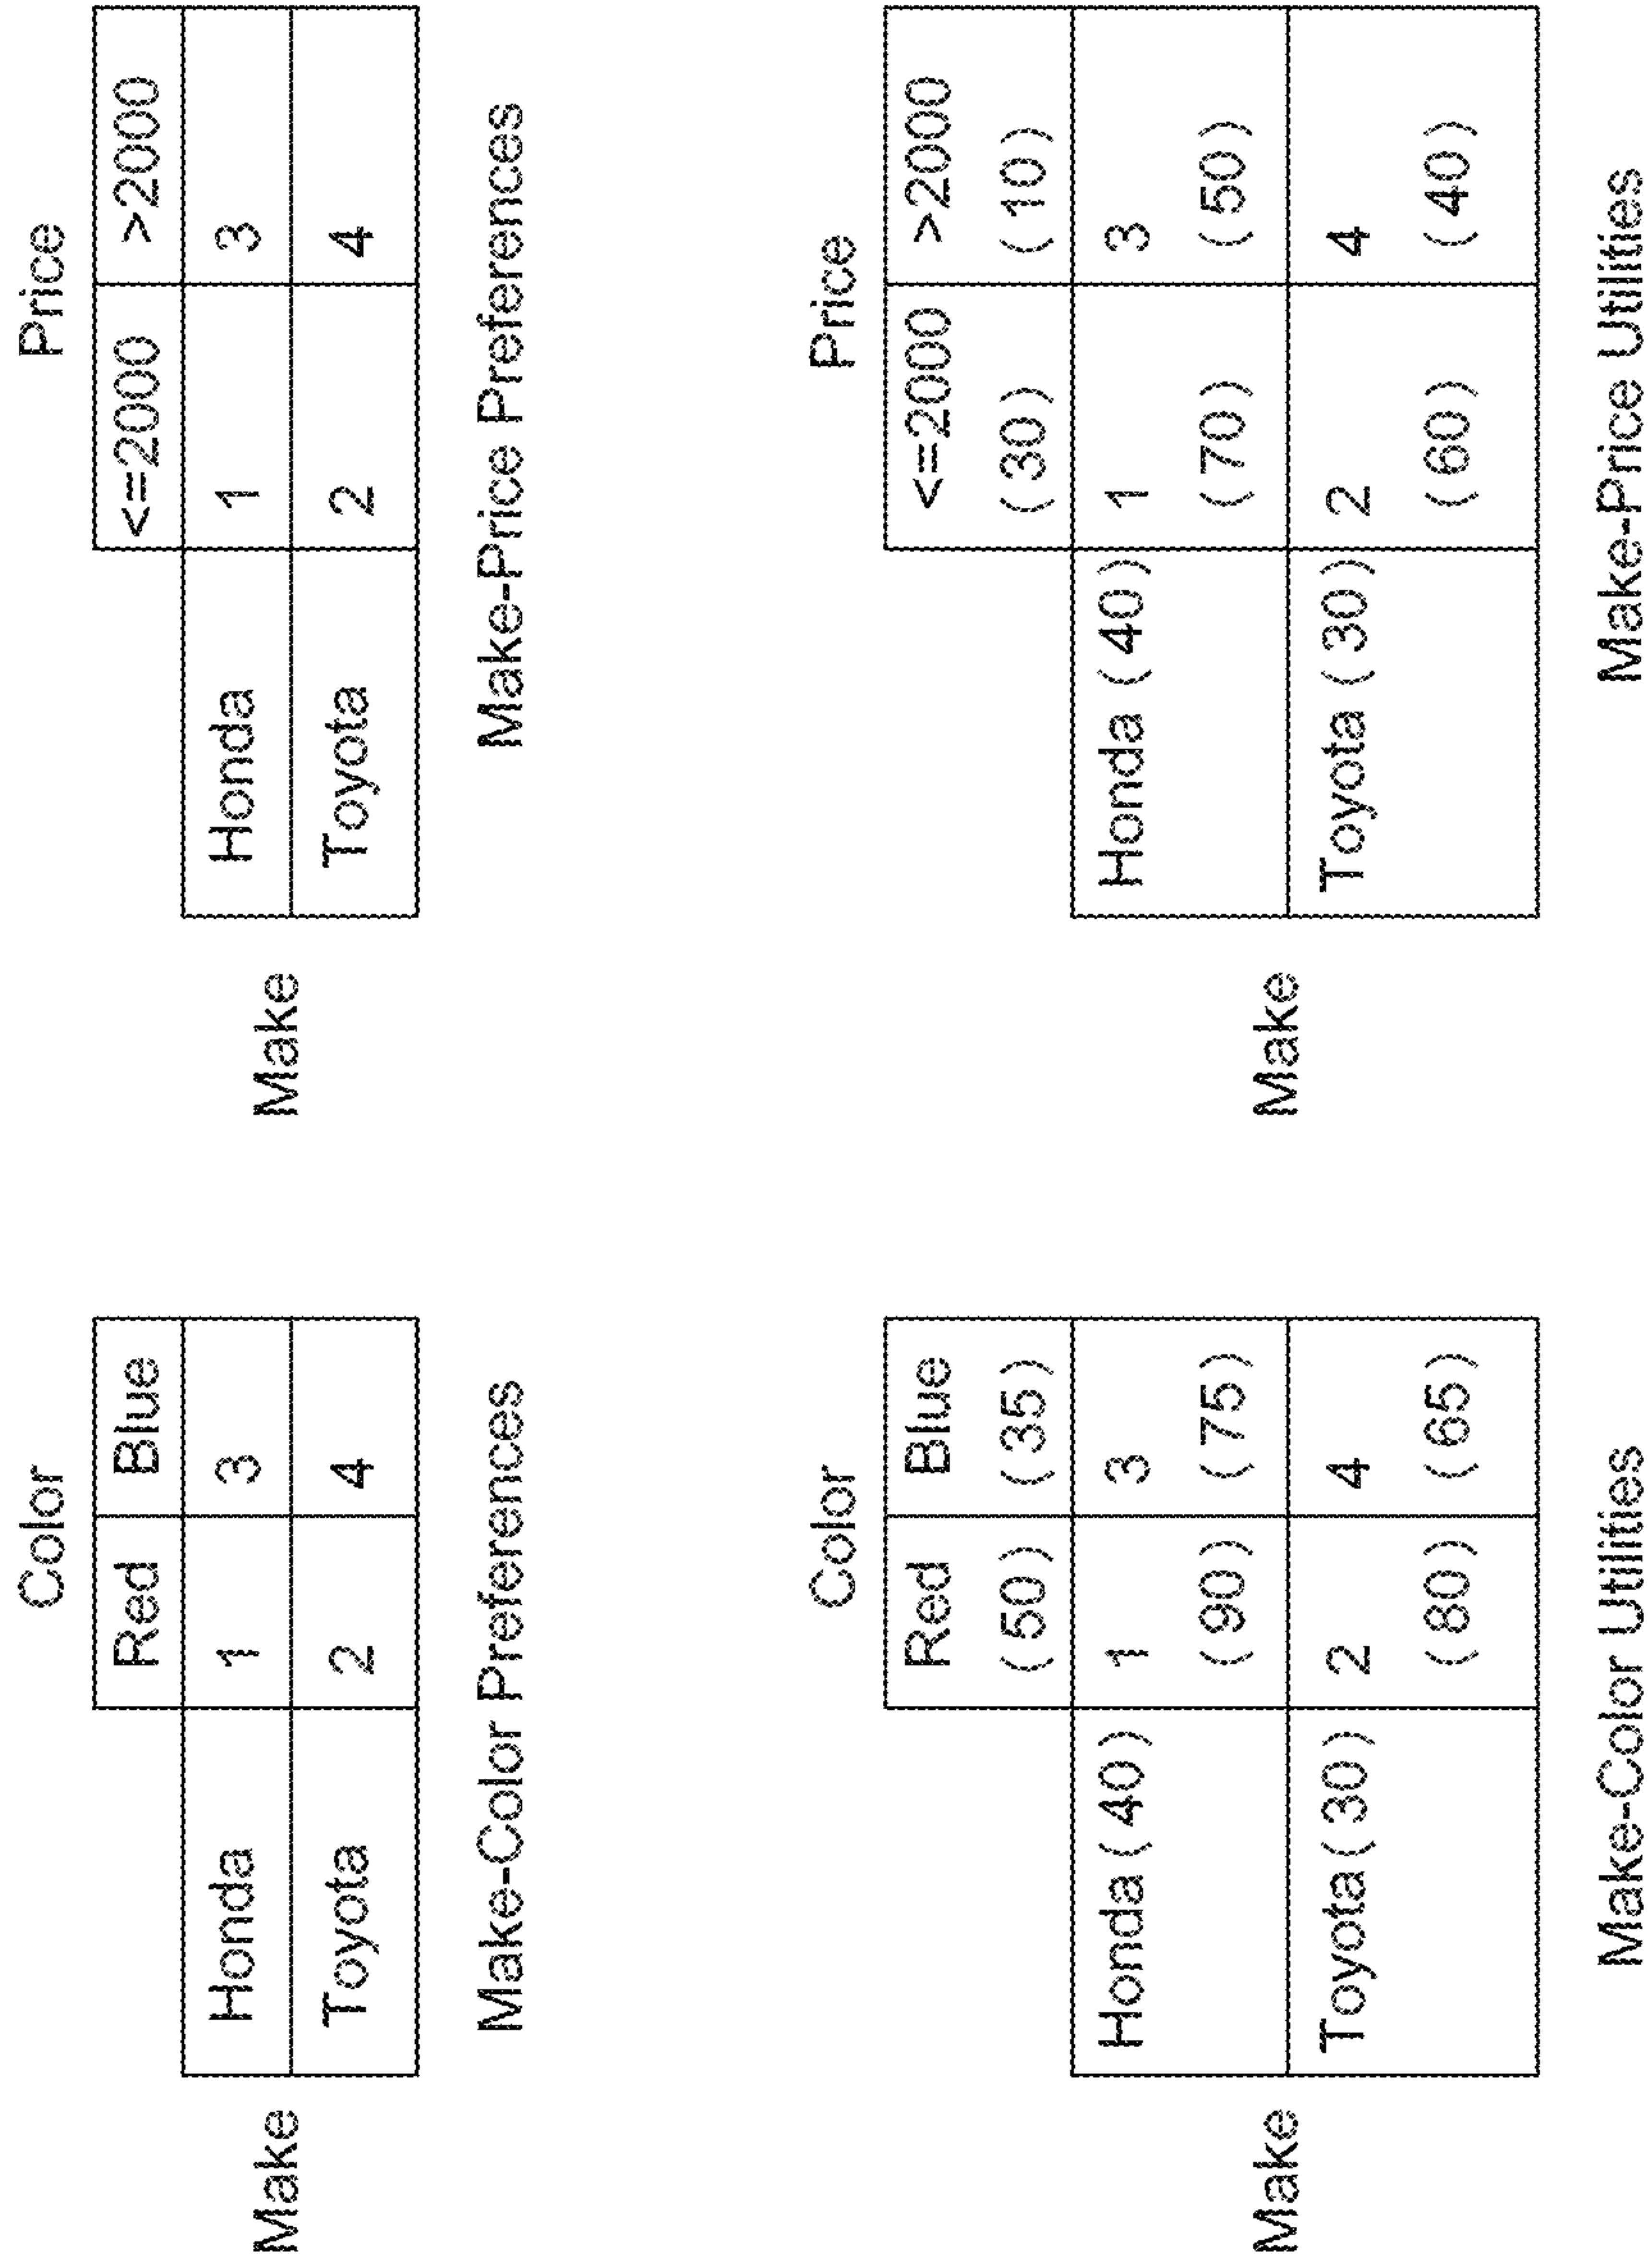 Color
Red Blue
Make Honda 1 3
Toyota 2 4
Make-Color Preferences
Price
<=2000 >2000
Make Honda 1 3
Toyota 2 4
Make-Price Preferences
Color
Red Blue
( 50 ) ( 35 )
Honda ( 40 ) 1 3
Make ( 90 ) ( 75 )
Toyota ( 30 ) 2 4
( 80 ) ( 65 )
Make-Color Utilities
Price
<=2000 >2000
( 30 ) ( 10 )
Honda ( 40 ) 1 3
Make ( 70 ) ( 50 )
Toyota ( 30 ) 2 4
( 60 ) ( 40 )
Make-Price Utilities